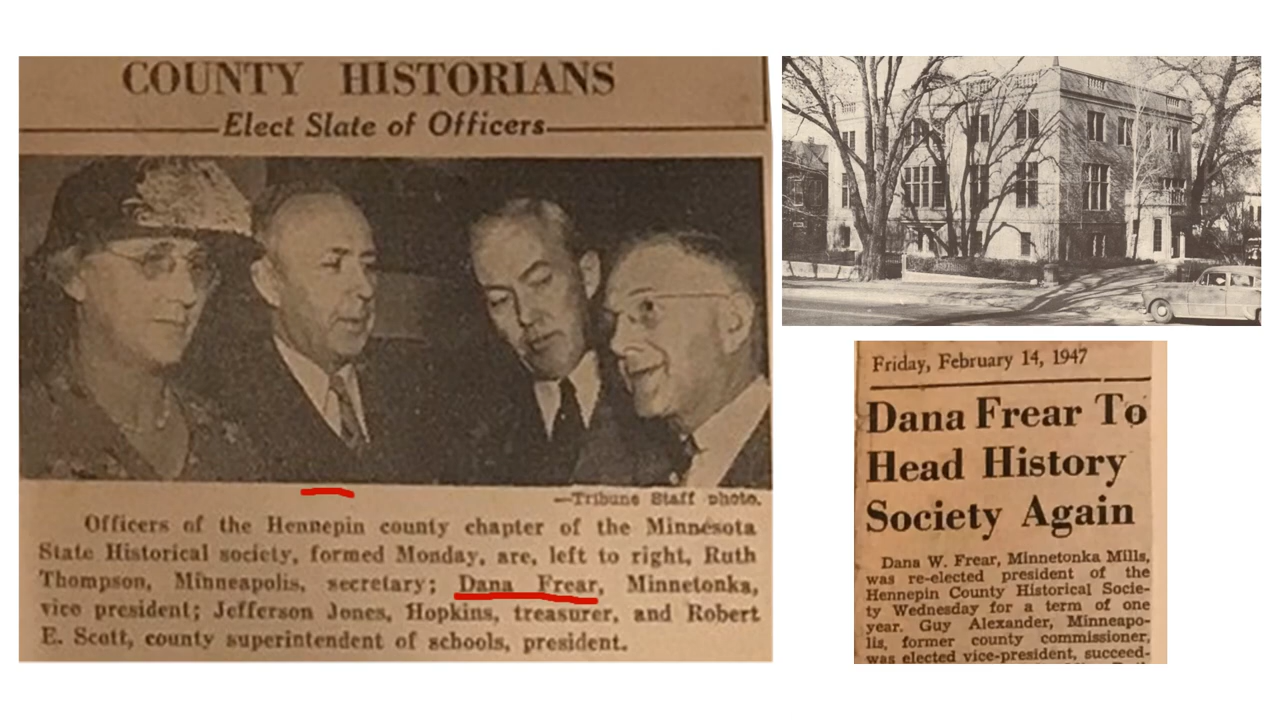 COUNTY HISTORIANS
Elect Slate of Officers
—Tribune Staff photo.
Officers of the Hennepin county chapter of the Minnesota
State Historical society, formed Monday, are, left to right, Ruth
Thompson, Minneapolis, secretary; Dana Frear, Minnetonka,
vice president; Jefferson Jones, Hopkins, treasurer, and Robert
E. Scott, county superintendent of schools, president.
Friday, February 14, 1947
Dana Frear To
Head History
Society Again
Dana W. Frear, Minnetonka Mills,
was re-elected president of the
Hennepin County Historical Socie-
ty Wednesday for a term of one
year. Guy Alexander, Minneapo-
lis, former county commissioner,
was elected vice-president, succeed-